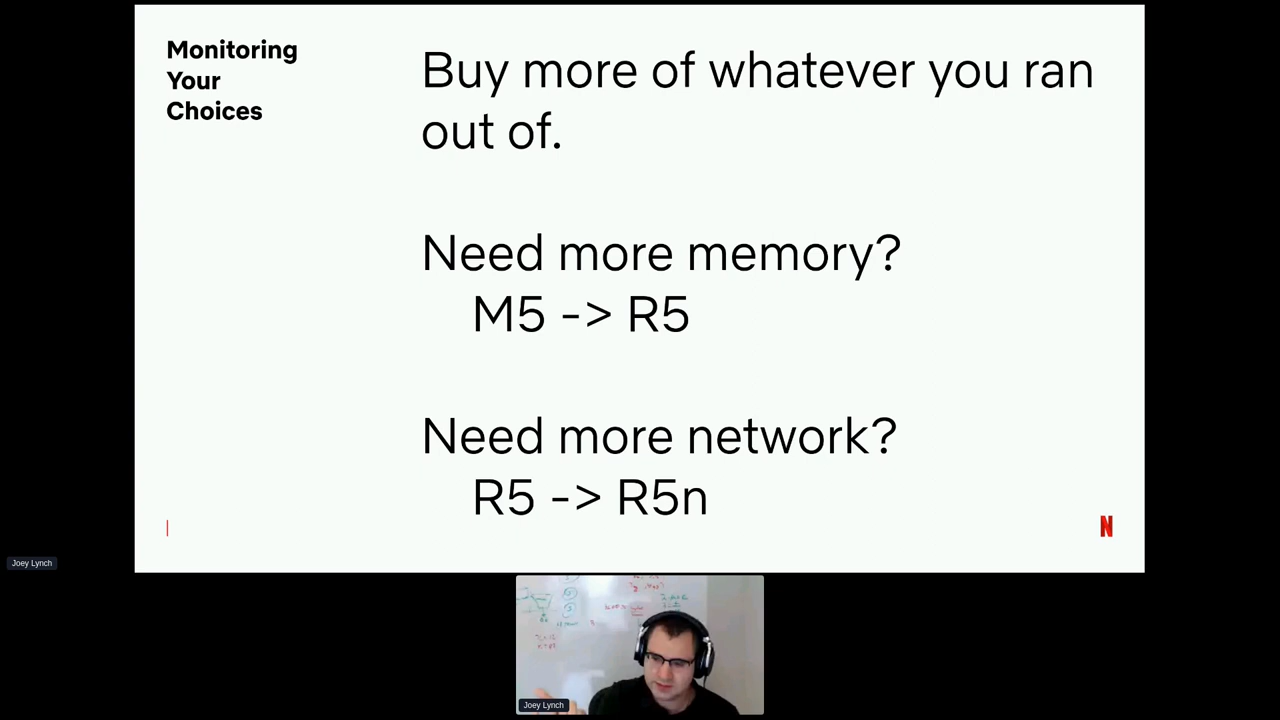 Monitoring
Your
Choices
Buy more of whatever you ran
out of.
Need more memory?
M5 -> R5
Need more network?
R5 -> R5n
N
Joey Lynch
Joey Lynch